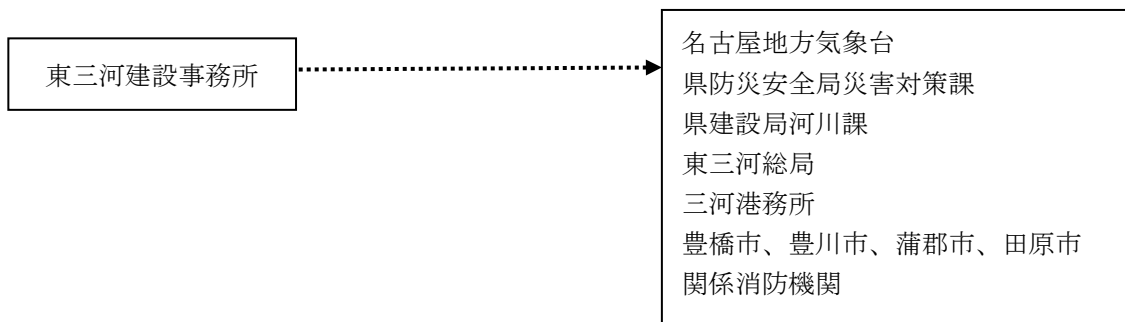 東三河建設事務所
名古屋地方気象台
県防災安全局災害対策課
県建設局河川課
東三河総局
三河港務所
豊橋市、豊川市、蒲郡市、田原市
関係消防機関